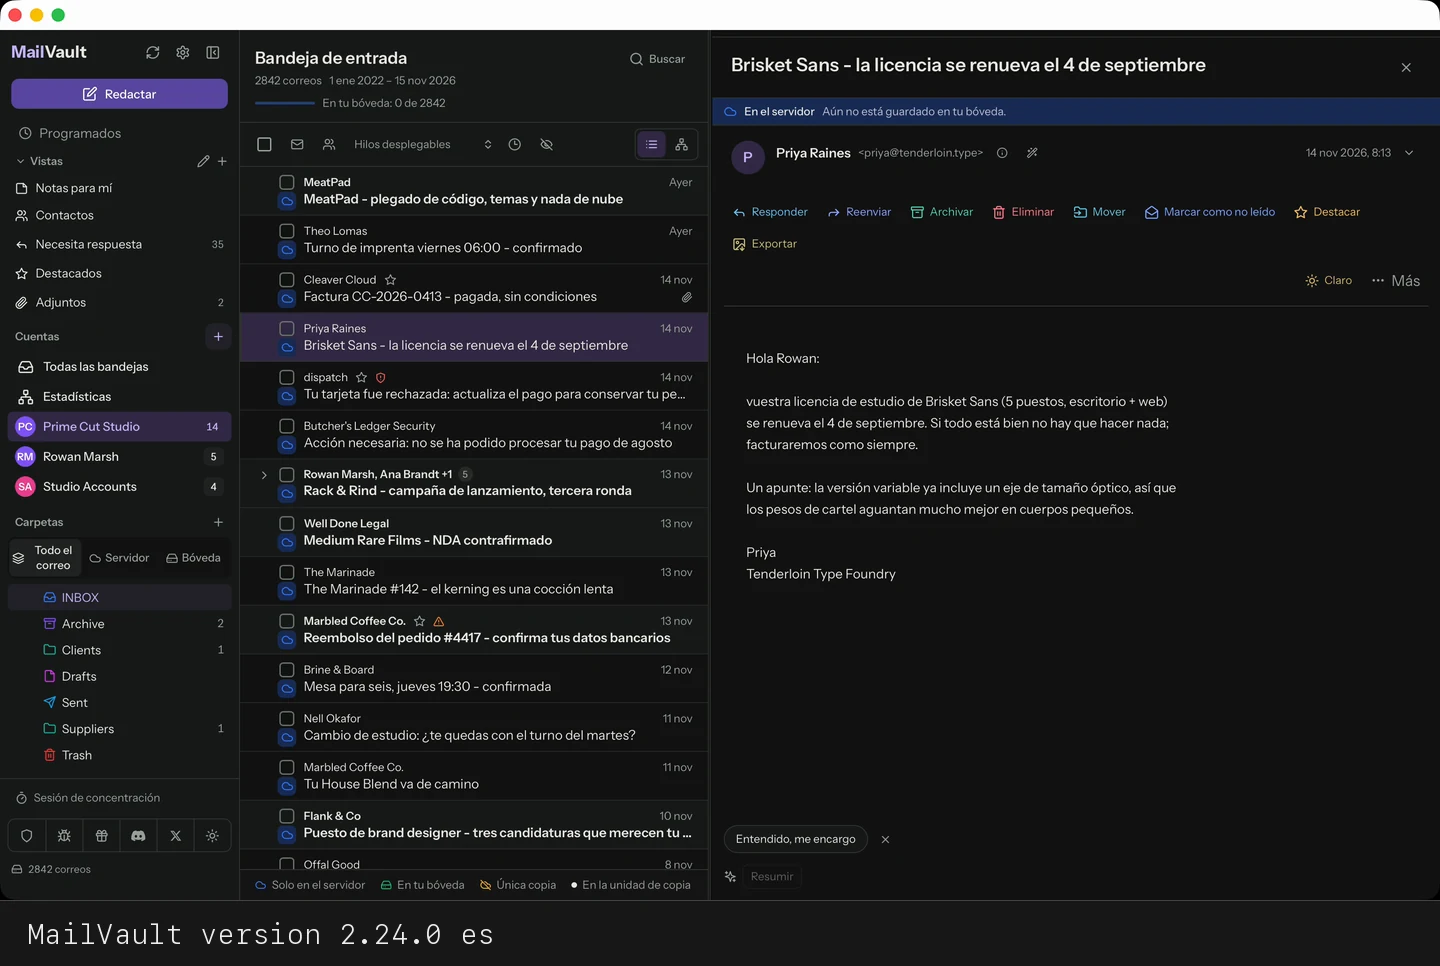 MailVault
Redactar
Programados
Vistas
Notas para mí
Contactos
Necesita respuesta 35
Destacados
Adjuntos 2
Cuentas
Todas las bandejas
Estadísticas
PC Prime Cut Studio 14
RM Rowan Marsh 5
SA Studio Accounts 4
Carpetas
Todo el correo
Servidor
Bóveda
INBOX
Archive 2
Clients 1
Drafts
Sent
Suppliers 1
Trash
Sesión de concentración
2842 correos
Bandeja de entrada
Buscar
2842 correos 1 ene 2022 – 15 nov 2026
En tu bóveda: 0 de 2842
Hilos desplegables
MeatPad Ayer
MeatPad - plegado de código, temas y nada de nube
Theo Lomas Ayer
Turno de imprenta viernes 06:00 - confirmado
Cleaver Cloud 14 nov
Factura CC-2026-0413 - pagada, sin condiciones
Priya Raines 14 nov
Brisket Sans - la licencia se renueva el 4 de septiembre
dispatch 14 nov
Tu tarjeta fue rechazada: actualiza el pago para conservar tu pe...
Butcher's Ledger Security 14 nov
Acción necesaria: no se ha podido procesar tu pago de agosto
Rowan Marsh, Ana Brandt +1 5 13 nov
Rack & Rind - campaña de lanzamiento, tercera ronda
Well Done Legal 13 nov
Medium Rare Films - NDA contrafirmado
The Marinade 13 nov
The Marinade #142 - el kerning es una cocción lenta
Marbled Coffee Co. 13 nov
Reembolso del pedido #4417 - confirma tus datos bancarios
Brine & Board 12 nov
Mesa para seis, jueves 19:30 - confirmada
Nell Okafor 11 nov
Cambio de estudio: ¿te quedas con el turno del martes?
Marbled Coffee Co. 11 nov
Tu House Blend va de camino
Flank & Co 10 nov
Puesto de brand designer - tres candidaturas que merecen tu ...
Offal Good 8 nov
Solo en el servidor En tu bóveda Única copia En la unidad de copia
Brisket Sans - la licencia se renueva el 4 de septiembre
En el servidor Aún no está guardado en tu bóveda.
P Priya Raines <priya@tenderloin.type> 14 nov 2026, 8:13
Responder Reenviar Archivar Eliminar Mover Marcar como no leído Destacar
Exportar
Claro ··· Más
Hola Rowan:
vuestra licencia de estudio de Brisket Sans (5 puestos, escritorio + web)
se renueva el 4 de septiembre. Si todo está bien no hay que hacer nada;
facturaremos como siempre.
Un apunte: la versión variable ya incluye un eje de tamaño óptico, así que
los pesos de cartel aguantan mucho mejor en cuerpos pequeños.
Priya
Tenderloin Type Foundry
Entendido, me encargo
Resumir
MailVault version 2.24.0 es